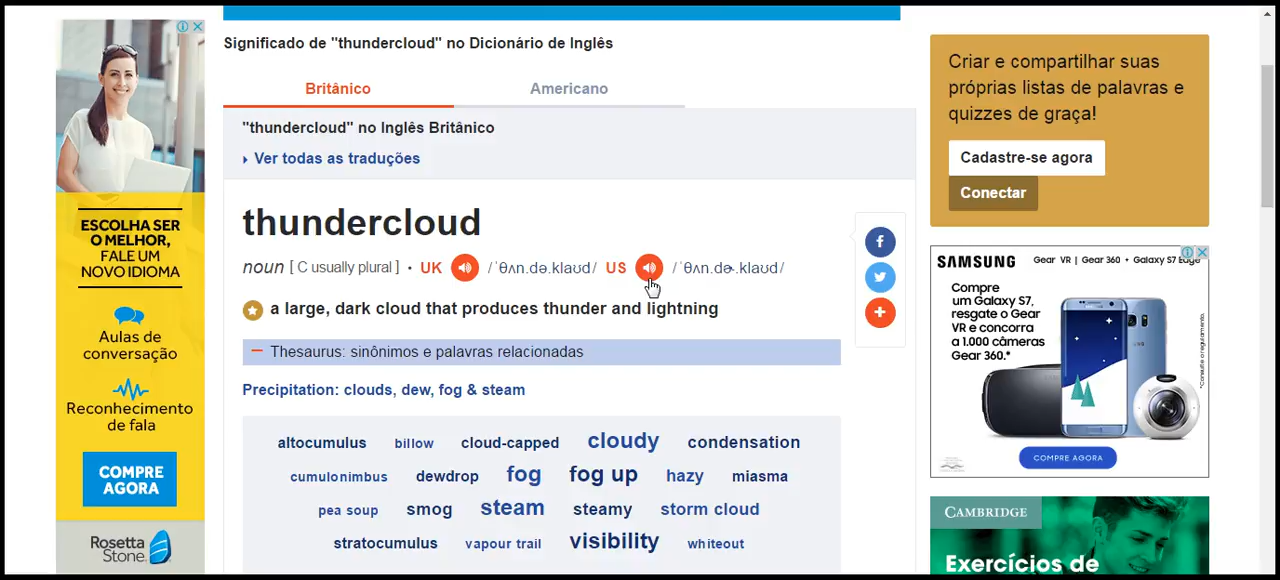 Significado de "thundercloud" no Dicionário de Inglês
Britânico
Americano
"thundercloud" no Inglês Britânico
Ver todas as traduções
thundercloud
noun [ C usually plural ] • UK /ˈθʌn.də.klaʊd/ US /ˈθʌn.dɚ.klaʊd/
a large, dark cloud that produces thunder and lightning
Thesaurus: sinônimos e palavras relacionadas
Precipitation: clouds, dew, fog & steam
altocumulus billow cloud-capped cloudy condensation
cumulonimbus dewdrop fog fog up hazy miasma
pea soup smog steam steamy storm cloud
stratocumulus vapour trail visibility whiteout
ESCOLHA SER
O MELHOR,
FALE UM
NOVO IDIOMA
Aulas de
conversação
Reconhecimento
de fala
COMPRE
AGORA
Rosetta
Stone
Criar e compartilhar suas
próprias listas de palavras e
quizzes de graça!
Cadastre-se agora
Conectar
SAMSUNG Gear VR | Gear 360 + Galaxy S7 Edge
Compre
um Galaxy S7,
resgate o Gear
VR e concorra
a 1.000 câmeras
Gear 360.*
*Consulte o regulamento.
COMPRE AGORA
CAMBRIDGE
Exercícios de